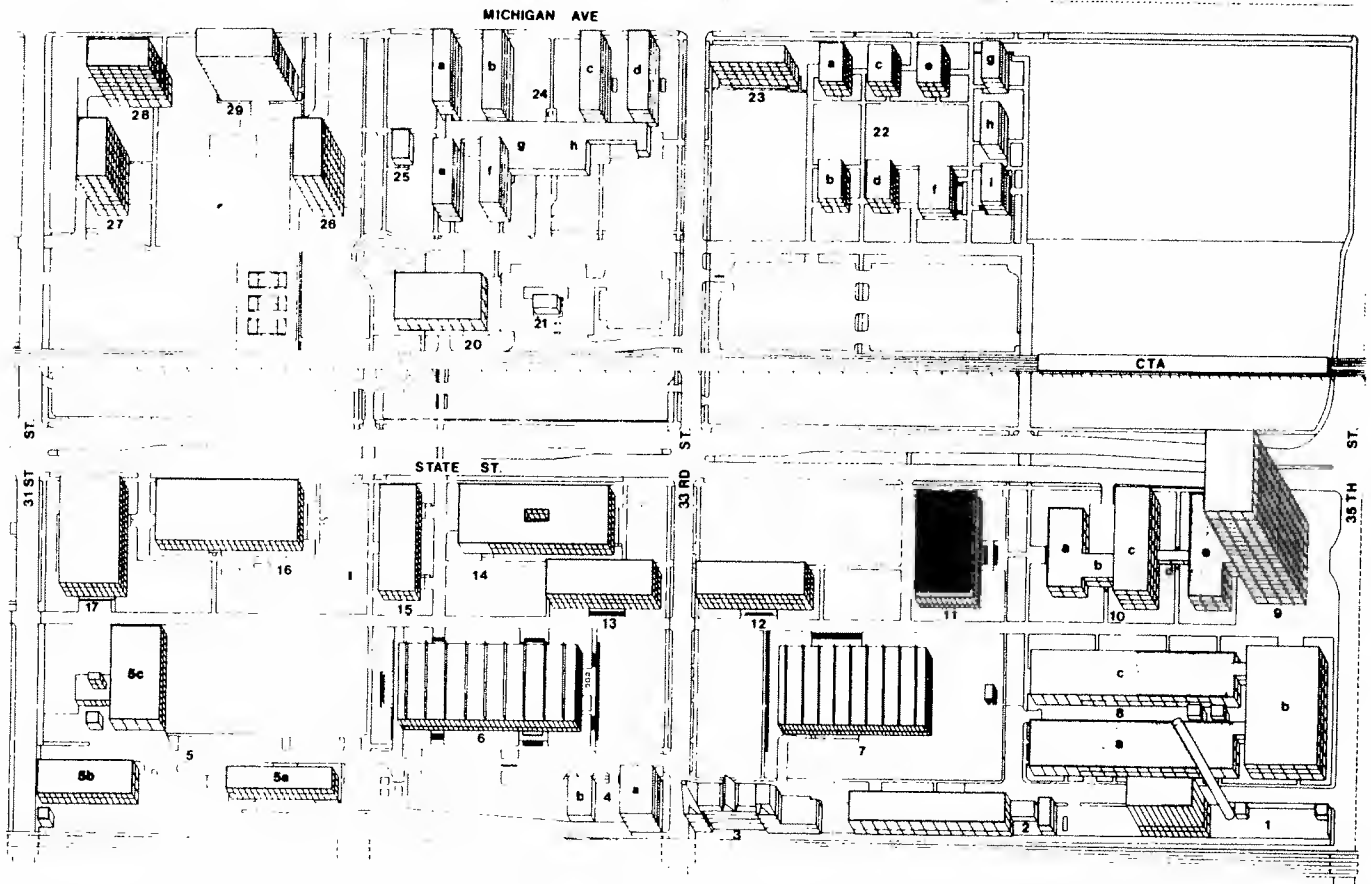 MICHIGAN AVE
a b c d
a c e g
24
28 29
23
h
22
g h
25
a f
b d f i
27 26
20 21
CTA
ST. ST. ST.
STATE ST.
31 ST 33 RD 35 TH
a c e
b d
16 14
17 15 13 12 11 10 9
5c
c
8 b
a
5 6 7
5b 5a b 4 a
3 2 1